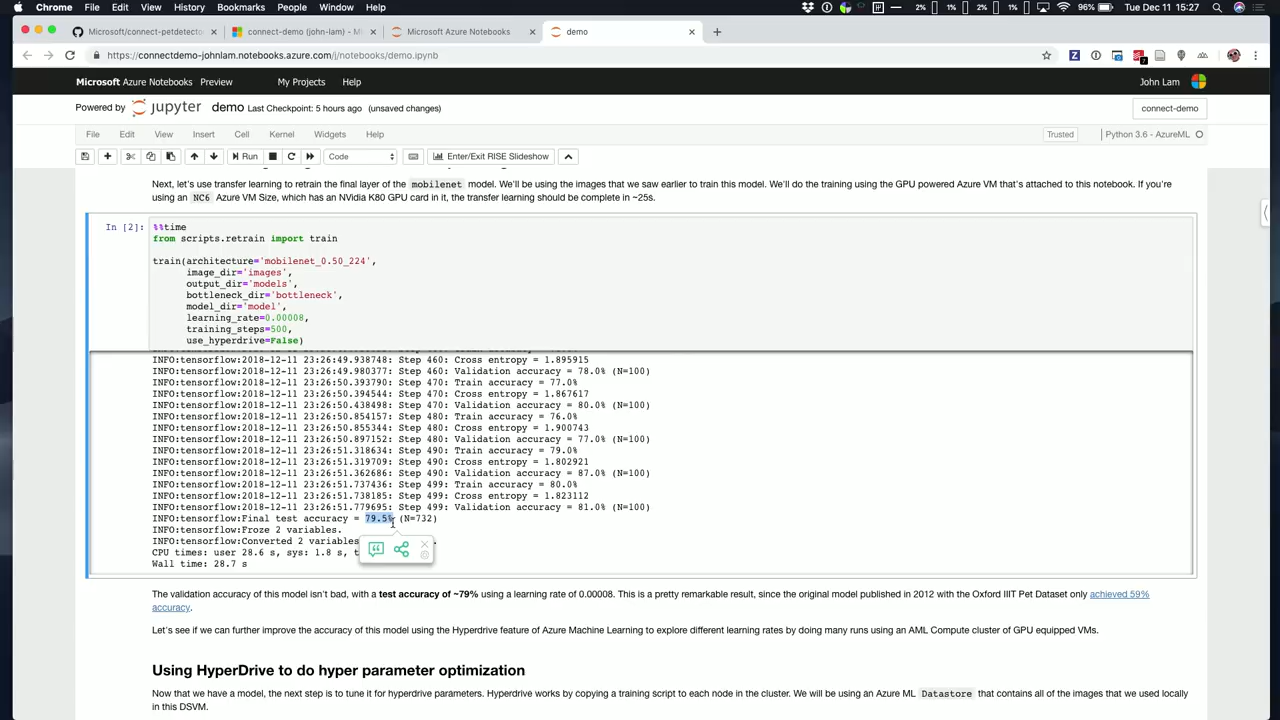 Chrome File Edit View History Bookmarks People Window Help 2% 1% 2% 1% 96% Tue Dec 11 15:27
Microsoft/connect-petdetecto connect-demo (john-lam) - Mi Microsoft Azure Notebooks demo
https://connectdemo-johnlam.notebooks.azure.com/j/notebooks/demo.ipynb
Microsoft Azure Notebooks Preview My Projects Help John Lam
Powered by jupyter demo Last Checkpoint: 5 hours ago (unsaved changes) connect-demo
File Edit View Insert Cell Kernel Widgets Help Trusted Python 3.6 - AzureML
Run Code Enter/Exit RISE Slideshow
Next, let's use transfer learning to retrain the final layer of the mobilenet model. We'll be using the images that we saw earlier to train this model. We'll do the training using the GPU powered Azure VM that's attached to this notebook. If you're
using an NC6 Azure VM Size, which has an NVidia K80 GPU card in it, the transfer learning should be complete in ~25s.
In [2]: %%time
from scripts.retrain import train
train(architecture='mobilenet_0.50_224',
image_dir='images',
output_dir='models',
bottleneck_dir='bottleneck',
model_dir='model',
learning_rate=0.00008,
training_steps=500,
use_hyperdrive=False)
INFO:tensorflow:2018-12-11 23:26:49.938748: Step 460: Cross entropy = 1.895915
INFO:tensorflow:2018-12-11 23:26:49.980377: Step 460: Validation accuracy = 78.0% (N=100)
INFO:tensorflow:2018-12-11 23:26:50.393790: Step 470: Train accuracy = 77.0%
INFO:tensorflow:2018-12-11 23:26:50.394544: Step 470: Cross entropy = 1.867617
INFO:tensorflow:2018-12-11 23:26:50.438498: Step 470: Validation accuracy = 80.0% (N=100)
INFO:tensorflow:2018-12-11 23:26:50.854157: Step 480: Train accuracy = 76.0%
INFO:tensorflow:2018-12-11 23:26:50.855344: Step 480: Cross entropy = 1.900743
INFO:tensorflow:2018-12-11 23:26:50.897152: Step 480: Validation accuracy = 77.0% (N=100)
INFO:tensorflow:2018-12-11 23:26:51.318634: Step 490: Train accuracy = 79.0%
INFO:tensorflow:2018-12-11 23:26:51.319709: Step 490: Cross entropy = 1.802921
INFO:tensorflow:2018-12-11 23:26:51.362686: Step 490: Validation accuracy = 87.0% (N=100)
INFO:tensorflow:2018-12-11 23:26:51.737436: Step 499: Train accuracy = 80.0%
INFO:tensorflow:2018-12-11 23:26:51.738185: Step 499: Cross entropy = 1.823112
INFO:tensorflow:2018-12-11 23:26:51.779695: Step 499: Validation accuracy = 81.0% (N=100)
INFO:tensorflow:Final test accuracy = 79.5% (N=732)
INFO:tensorflow:Froze 2 variables.
INFO:tensorflow:Converted 2 variables
CPU times: user 28.6 s, sys: 1.8 s, t
Wall time: 28.7 s
The validation accuracy of this model isn't bad, with a test accuracy of ~79% using a learning rate of 0.00008. This is a pretty remarkable result, since the original model published in 2012 with the Oxford IIIT Pet Dataset only achieved 59%
accuracy.
Let's see if we can further improve the accuracy of this model using the Hyperdrive feature of Azure Machine Learning to explore different learning rates by doing many runs using an AML Compute cluster of GPU equipped VMs.
Using HyperDrive to do hyper parameter optimization
Now that we have a model, the next step is to tune it for hyperdrive parameters. Hyperdrive works by copying a training script to each node in the cluster. We will be using an Azure ML Datastore that contains all of the images that we used locally
in this DSVM.